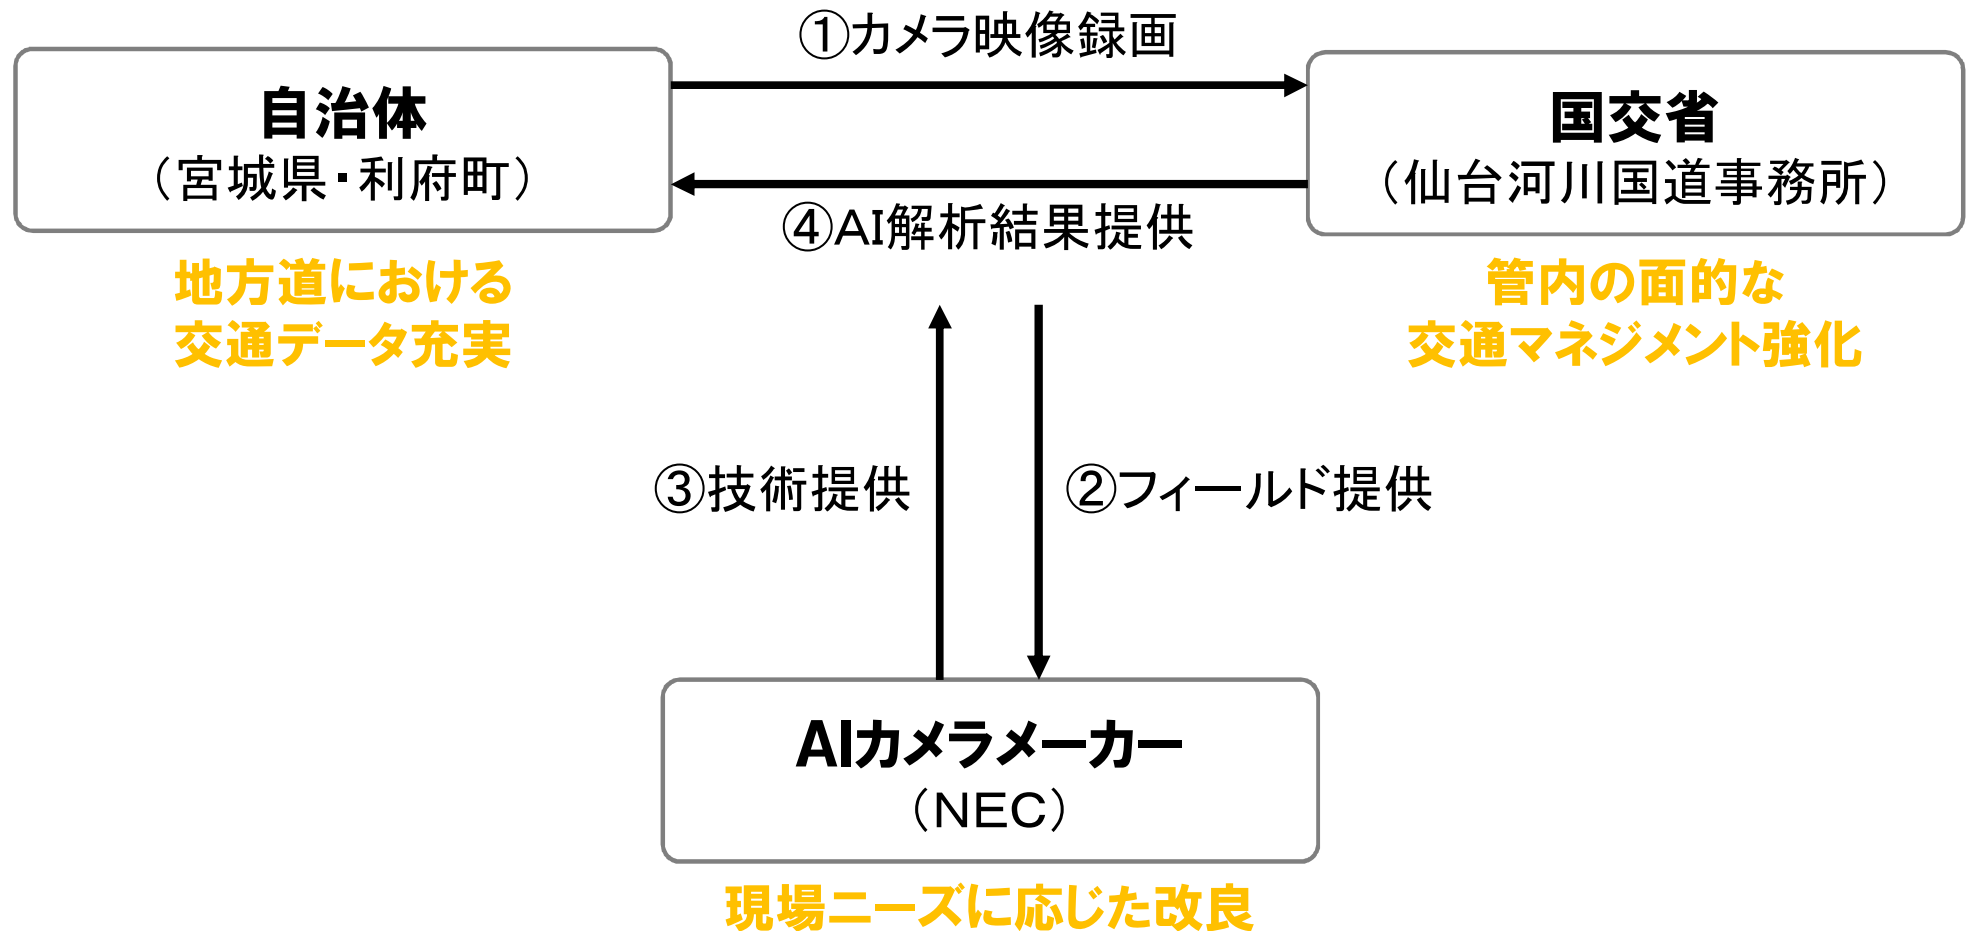 ①カメラ映像録画
自治体
（宮城県・利府町）
国交省
（仙台河川国道事務所）
④AI解析結果提供
地方道における
交通データ充実
管内の面的な
交通マネジメント強化
③技術提供
②フィールド提供
AIカメラメーカー
（NEC）
現場ニーズに応じた改良